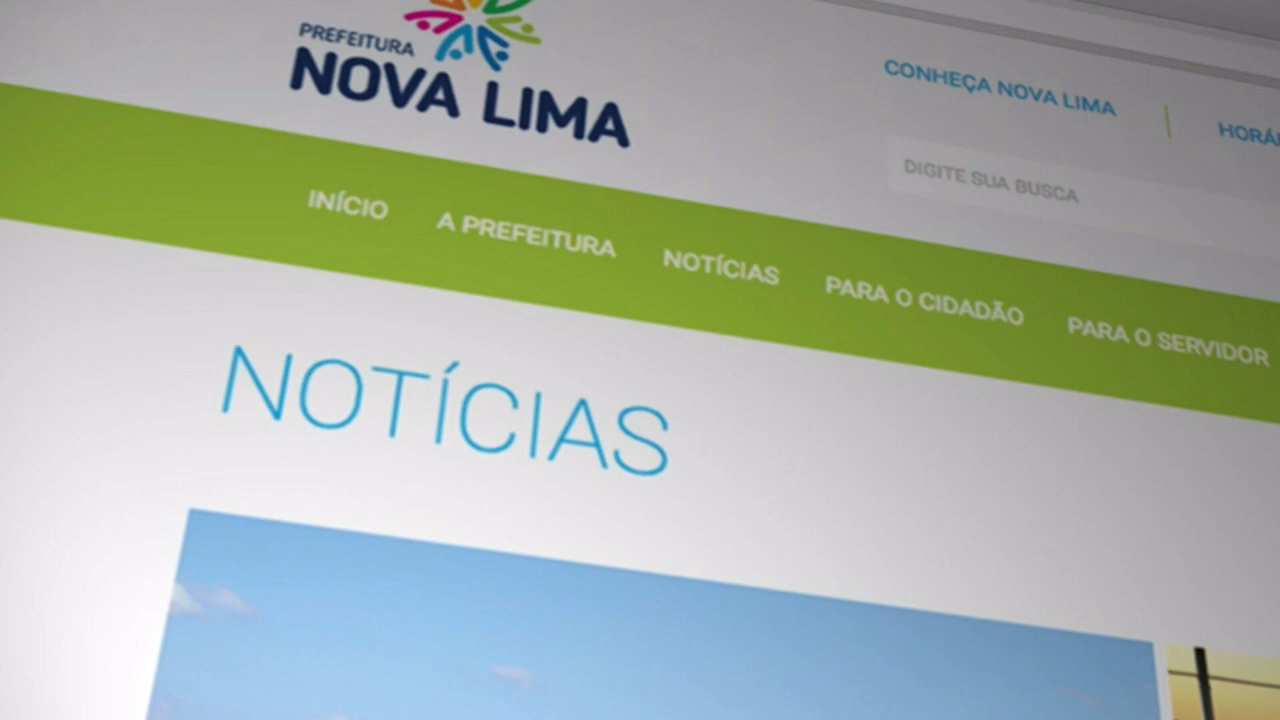 PREFEITURA
NOVA LIMA
CONHEÇA NOVA LIMA
DIGITE SUA BUSCA
INÍCIO
A PREFEITURA
NOTÍCIAS
PARA O CIDADÃO
PARA O SERVIDOR
NOTÍCIAS